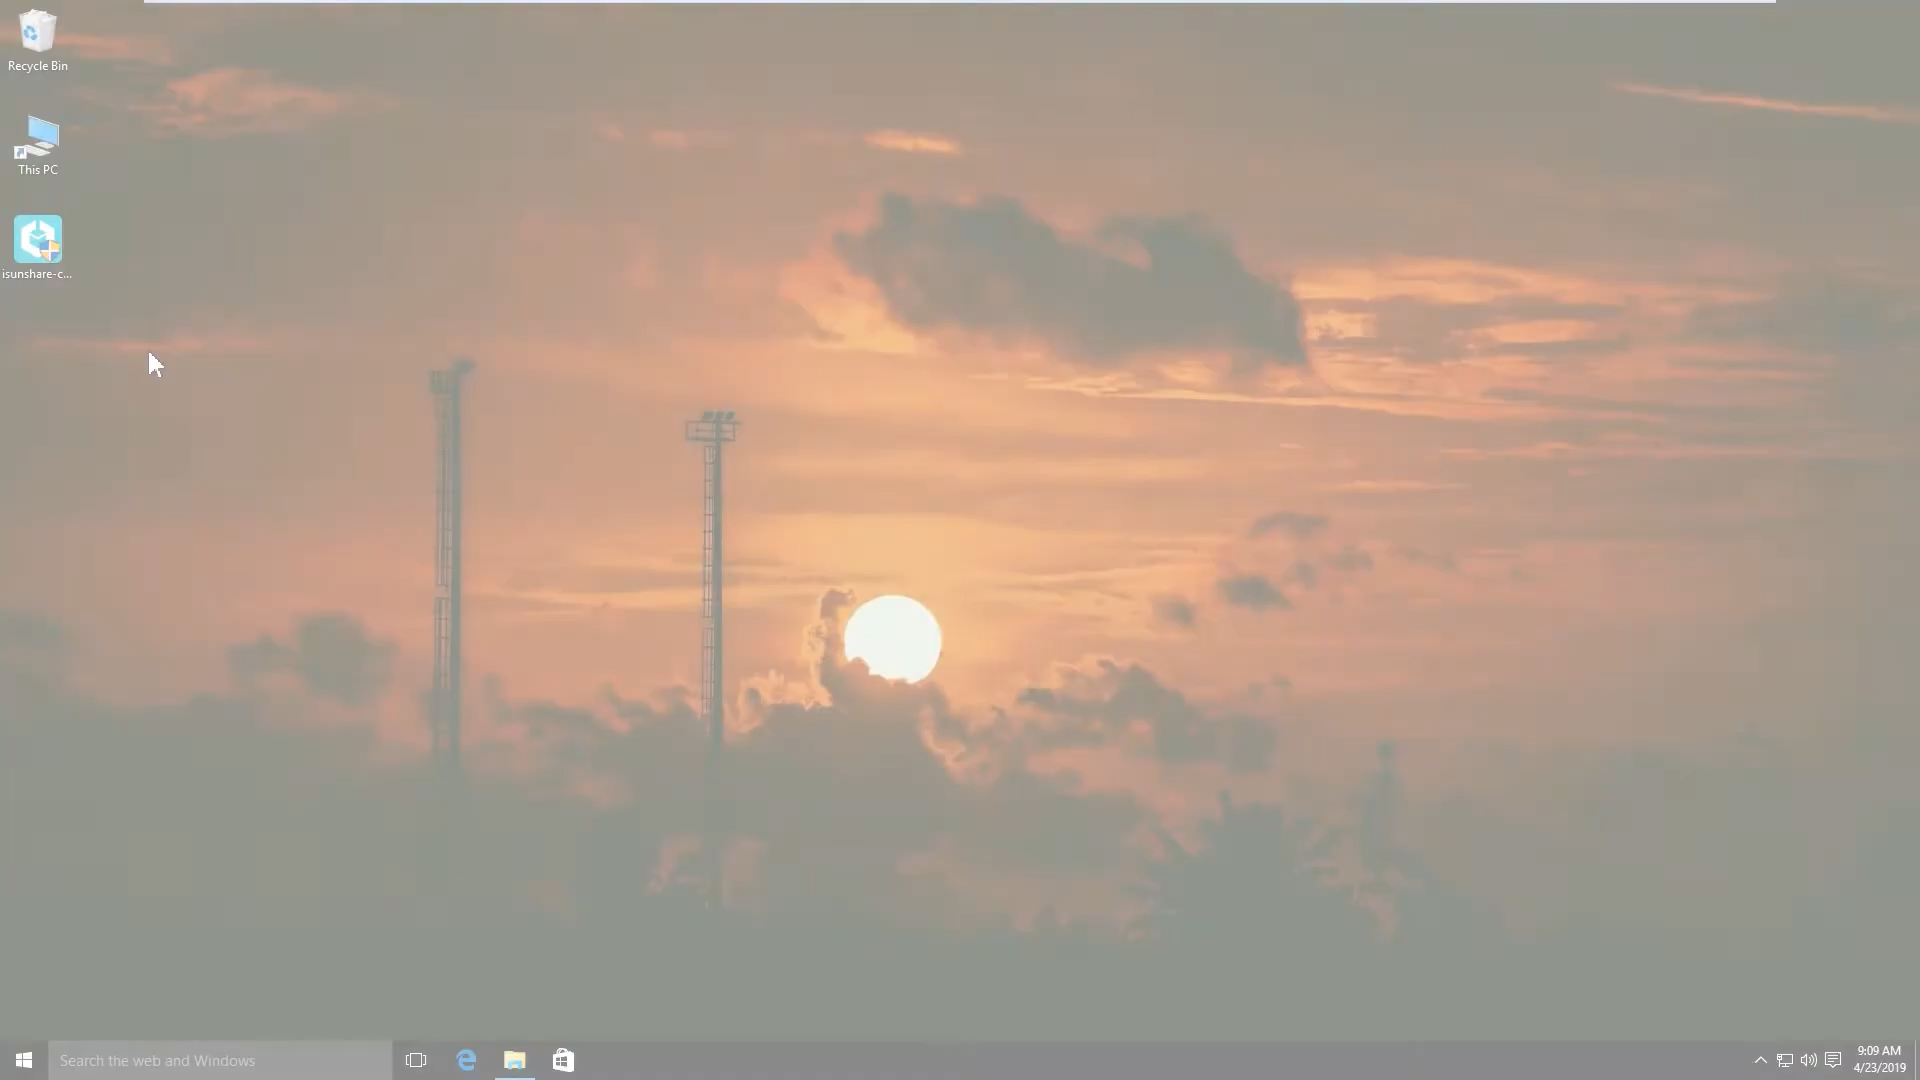 Recycle Bin
This PC
isunshare-c...
Search the web and Windows
9:09 AM
4/23/2019